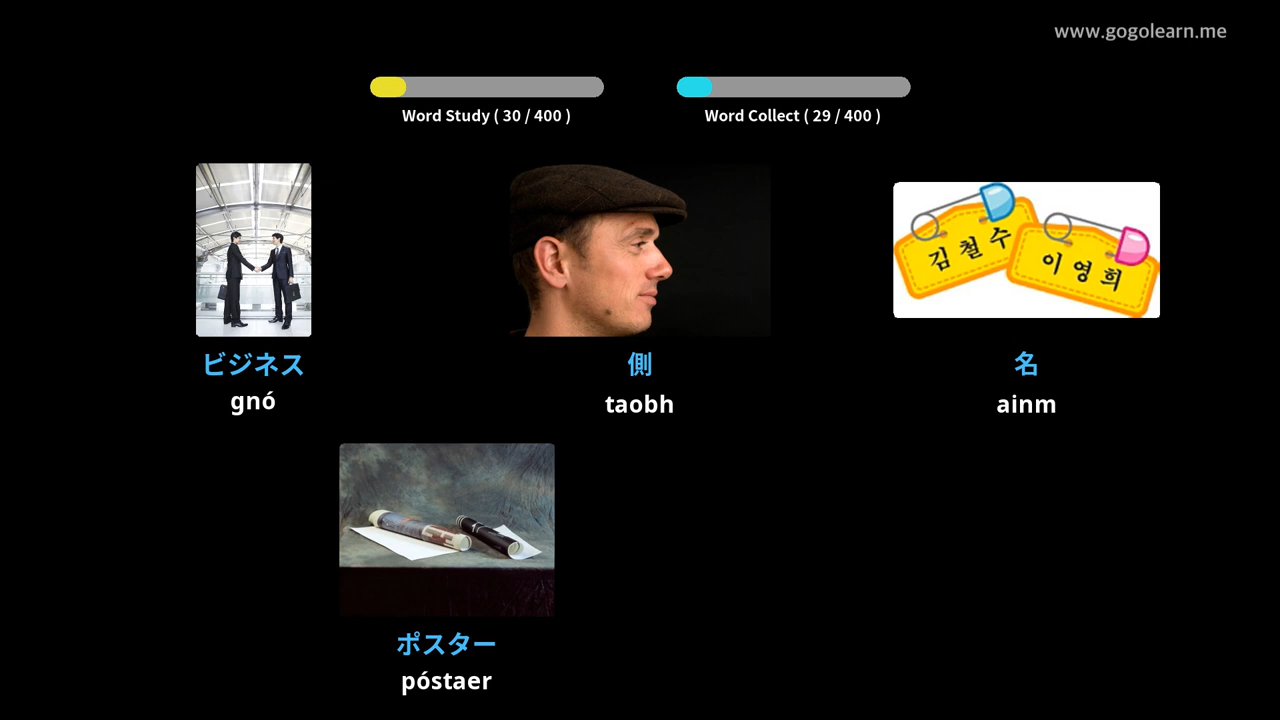 www.gogolearn.me
Word Study ( 30 / 400 )
Word Collect ( 29 / 400 )
김철수
이영희
ビジネス
側
名
gnó
taobh
ainm
ポスター
póstaer